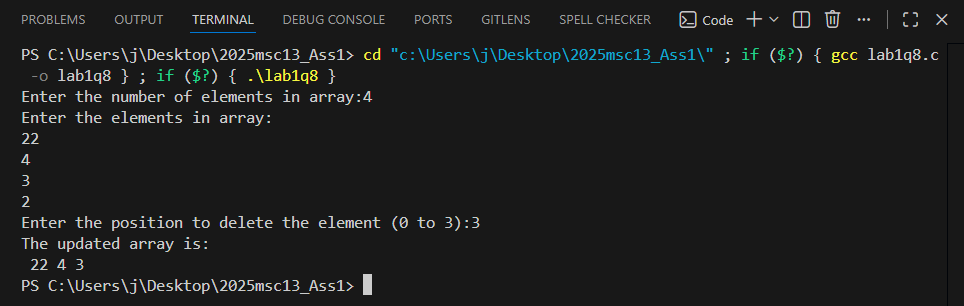 PROBLEMS OUTPUT TERMINAL DEBUG CONSOLE PORTS GITLENS SPELL CHECKER Code
PS C:\Users\j\Desktop\2025msc13_Ass1> cd "c:\Users\j\Desktop\2025msc13_Ass1\" ; if ($?) { gcc lab1q8.c
 -o lab1q8 } ; if ($?) { .\lab1q8 }
Enter the number of elements in array:4
Enter the elements in array:
22
4
3
2
Enter the position to delete the element (0 to 3):3
The updated array is:
 22 4 3
PS C:\Users\j\Desktop\2025msc13_Ass1>